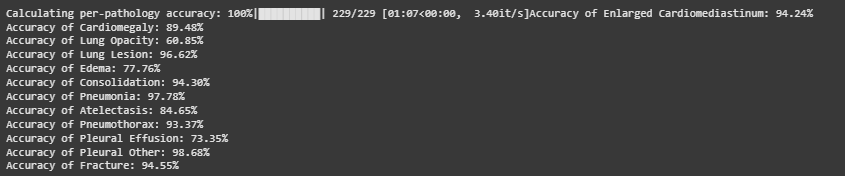 Calculating per-pathology accuracy: 100%|██████████| 229/229 [01:07<00:00,  3.40it/s]Accuracy of Enlarged Cardiomediastinum: 94.24%
Accuracy of Cardiomegaly: 89.48%
Accuracy of Lung Opacity: 60.85%
Accuracy of Lung Lesion: 96.62%
Accuracy of Edema: 77.76%
Accuracy of Consolidation: 94.30%
Accuracy of Pneumonia: 97.78%
Accuracy of Atelectasis: 84.65%
Accuracy of Pneumothorax: 93.37%
Accuracy of Pleural Effusion: 73.35%
Accuracy of Pleural Other: 98.68%
Accuracy of Fracture: 94.55%